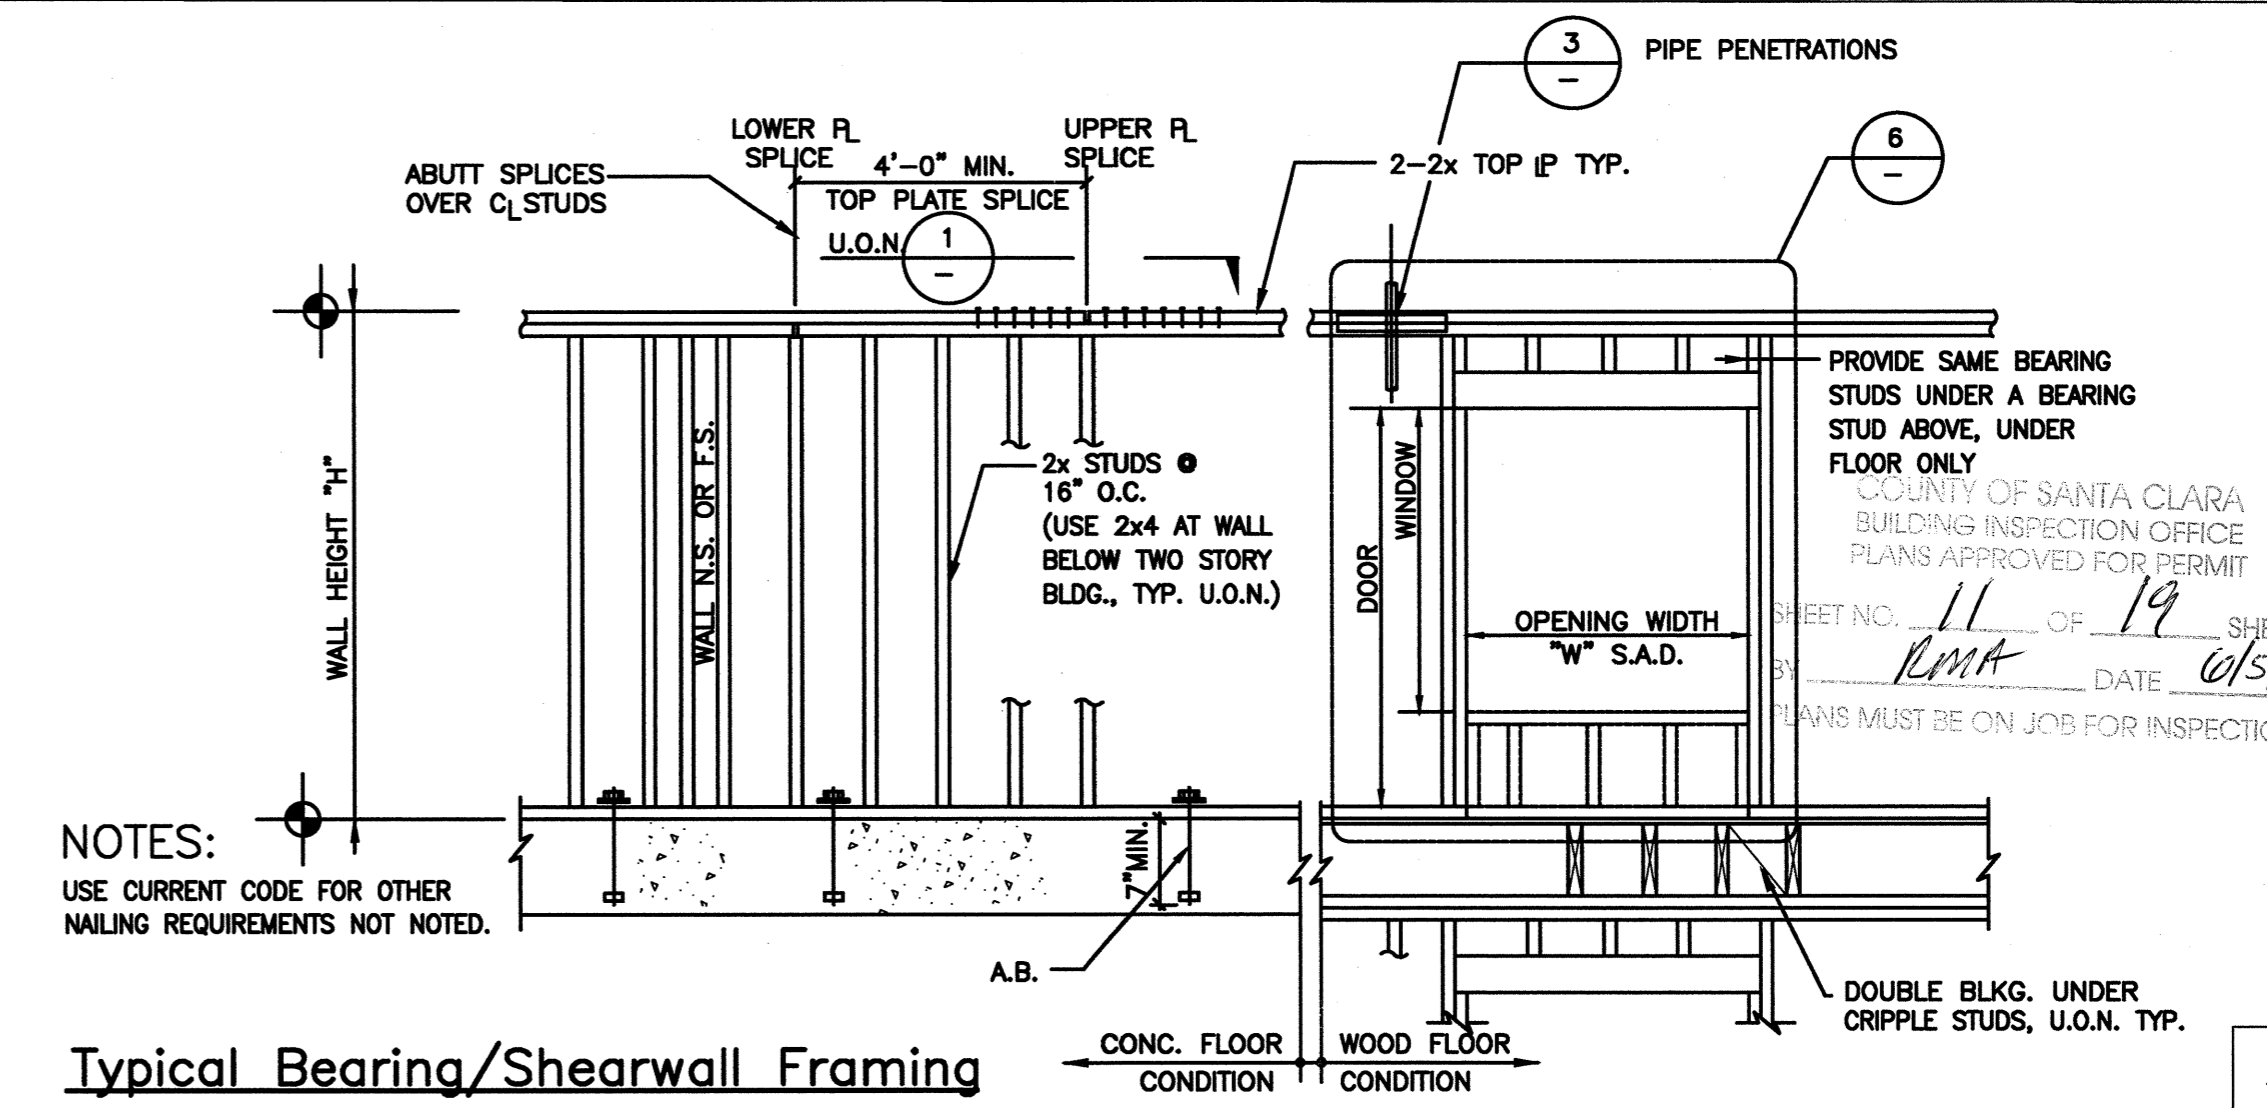 3
–
PIPE PENETRATIONS
6
–
LOWER PL
SPLICE
UPPER PL
SPLICE
4'-0" MIN.
TOP PLATE SPLICE
U.O.N.
1
–
ABUTT SPLICES
OVER CL STUDS
2-2x TOP PL TYP.
PROVIDE SAME BEARING
STUDS UNDER A BEARING
STUD ABOVE, UNDER
FLOOR ONLY
WALL HEIGHT "H"
WALL N.S. OR F.S.
2x STUDS @
16" O.C.
(USE 2x4 AT WALL
BELOW TWO STORY
BLDG., TYP. U.O.N.)
DOOR
WINDOW
OPENING WIDTH
"W" S.A.D.
COUNTY OF SANTA CLARA
BUILDING INSPECTION OFFICE
PLANS APPROVED FOR PERMIT
SHEET NO. 11 OF 19 SHE
BY RMA DATE 6/5
PLANS MUST BE ON JOB FOR INSPECTIO
NOTES:
USE CURRENT CODE FOR OTHER
NAILING REQUIREMENTS NOT NOTED.
7"MIN.
A.B.
DOUBLE BLKG. UNDER
CRIPPLE STUDS, U.O.N. TYP.
CONC. FLOOR
CONDITION
WOOD FLOOR
CONDITION
Typical Bearing/Shearwall Framing